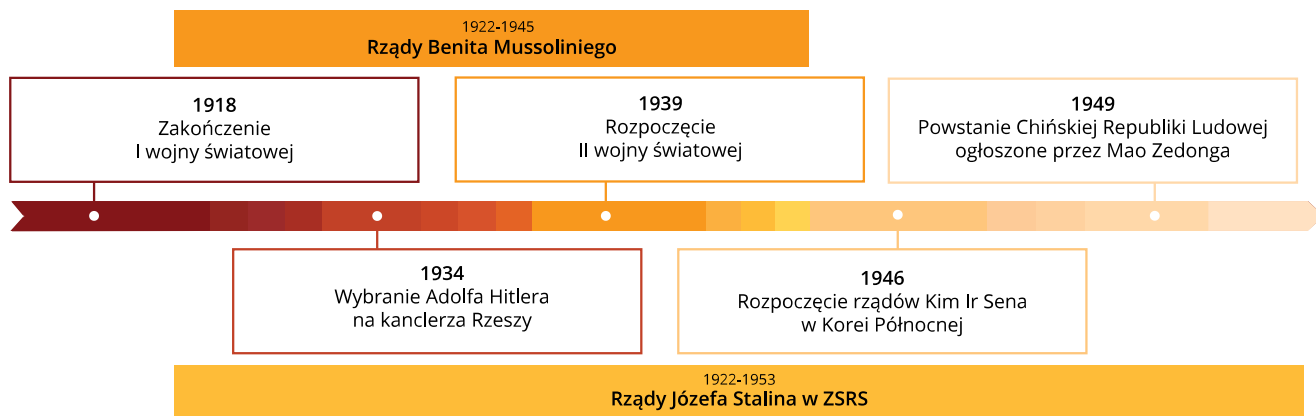 1922-1945
Rządy Benita Mussoliniego
1918
Zakończenie
I wojny światowej
1939
Rozpoczęcie
II wojny światowej
1949
Powstanie Chińskiej Republiki Ludowej
ogłoszone przez Mao Zedonga
1934
Wybranie Adolfa Hitlera
na kanclerza Rzeszy
1946
Rozpoczęcie rządów Kim Ir Sena
w Korei Północnej
1922-1953
Rządy Józefa Stalina w ZSRS